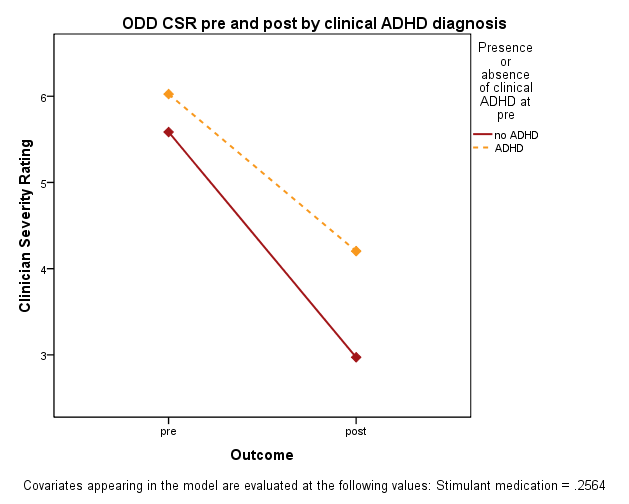 ODD CSR pre and post by clinical ADHD diagnosis
Presence
or
absence
of clinical
ADHD at
pre
no ADHD
ADHD
Clinician Severity Rating
6
5
4
3
pre post
Outcome
Covariates appearing in the model are evaluated at the following values: Stimulant medication = .2564